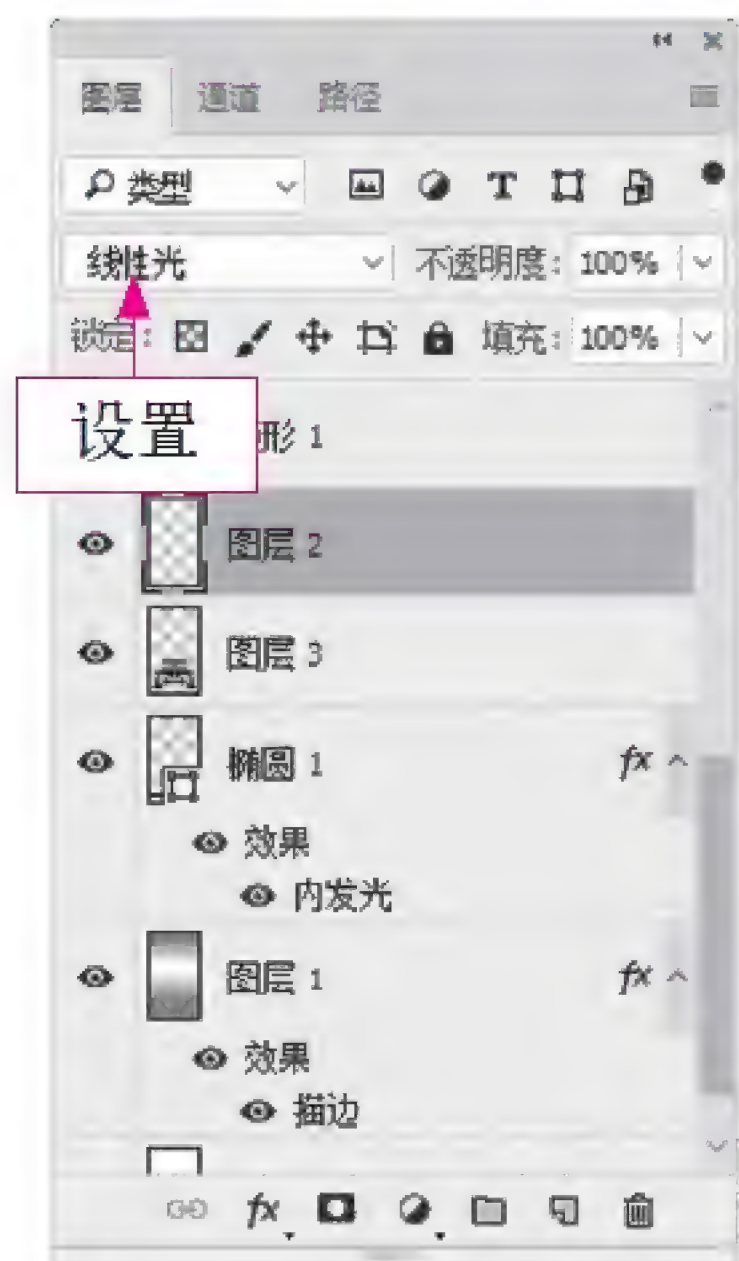 图层 通道 路径
类型
线性光 不透明度: 100%
锁定: 填充: 100%
设置
形 1
图层 2
图层 3
椭圆 1 fx
效果
内发光
图层 1 fx
效果
描边
fx